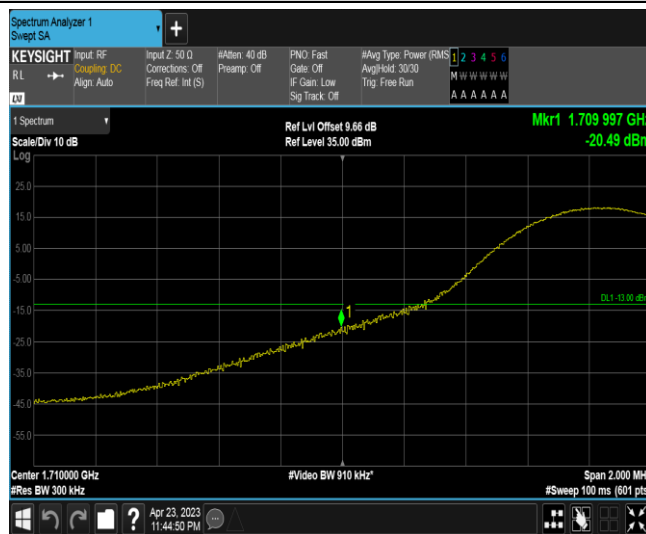 Spectrum Analyzer 1
Swept SA
KEYSIGHT Input: RF Input Z: 50 Ω #Atten: 40 dB PNO: Fast #Avg Type: Power (RMS 1 2 3 4 5 6
RL Coupling: DC Corrections: Off Preamp: Off Gate: Off Avg|Hold: 30/30 M W W W W W
Align: Auto Freq Ref: Int (S) IF Gain: Low Trig: Free Run
Sig Track: Off A A A A A A
LXI
1 Spectrum Ref Lvl Offset 9.66 dB Mkr1 1.709 997 GHz
Scale/Div 10 dB Ref Level 35.00 dBm -20.49 dBm
Log
25.0
15.0
5.00
-5.00
DL1 -13.00 dBm
-15.0
1
-25.0
-35.0
-45.0
-55.0
Center 1.710000 GHz #Video BW 910 kHz* Span 2.000 MH
#Res BW 300 kHz #Sweep 100 ms (601 pts
Apr 23, 2023
11:44:50 PM